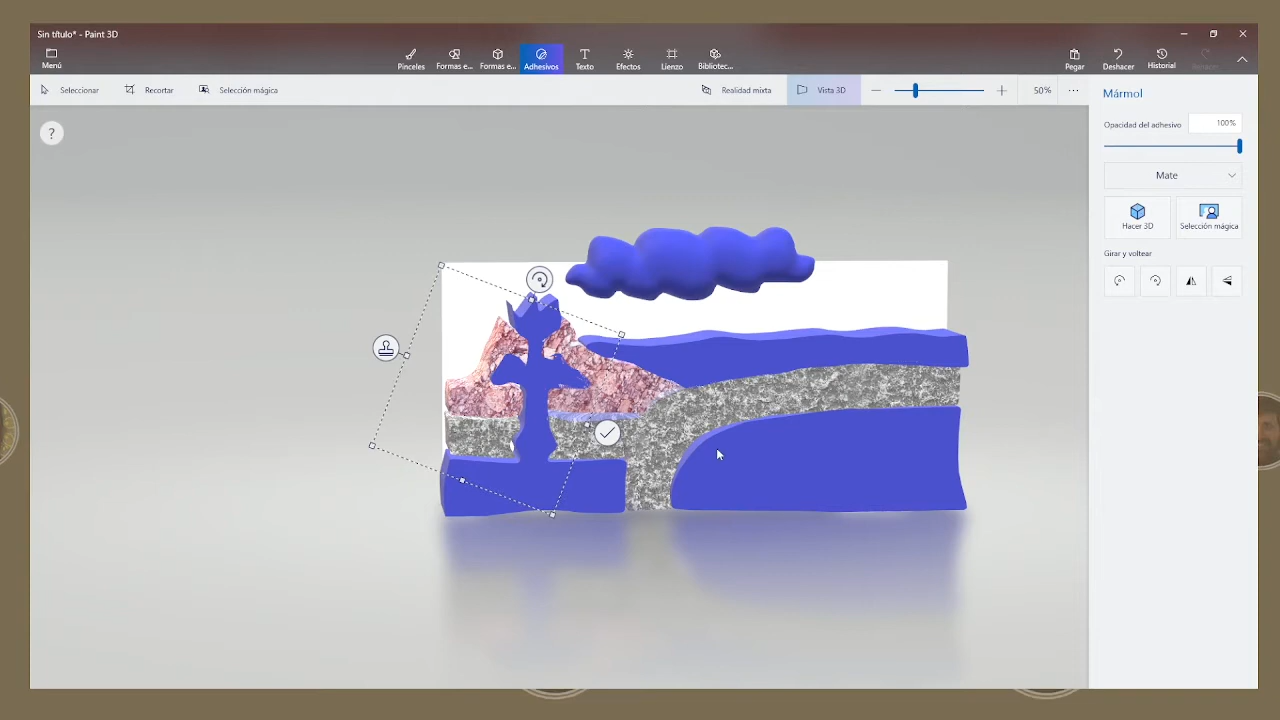 Sin título* - Paint 3D
Menú
Pinceles
Formas e...
Formas e...
Adhesivos
Texto
Efectos
Lienzo
Bibliotec...
Pegar
Deshacer
Historial
Seleccionar
Recortar
Selección mágica
Realidad mixta
Vista 3D
50%
...
?
Mármol
Opacidad del adhesivo
100%
Mate
Hacer 3D
Selección mágica
Girar y voltear